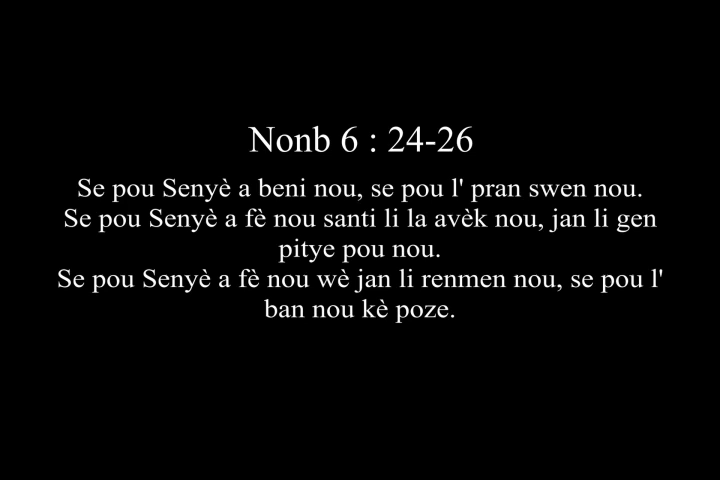 Nonb 6 : 24-26
Se pou Senyè a beni nou, se pou l' pran swen nou.
Se pou Senyè a fè nou santi li la avèk nou, jan li gen
pitye pou nou.
Se pou Senyè a fè nou wè jan li renmen nou, se pou l'
ban nou kè poze.